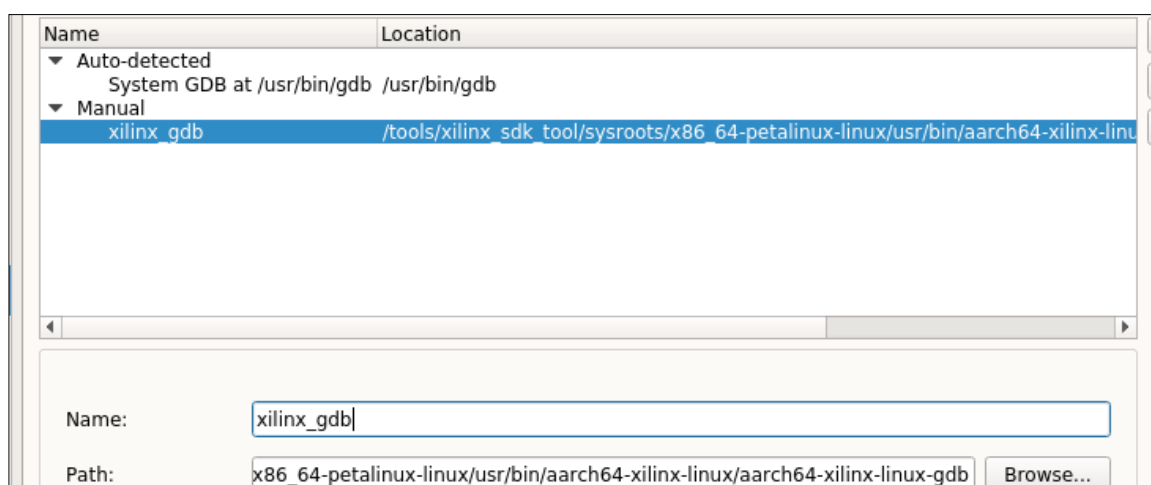 Name Location
Auto-detected
System GDB at /usr/bin/gdb /usr/bin/gdb
Manual
xilinx_gdb /tools/xilinx_sdk_tool/sysroots/x86_64-petalinux-linux/usr/bin/aarch64-xilinx-linu
Name: xilinx_gdb
Path: x86_64-petalinux-linux/usr/bin/aarch64-xilinx-linux/aarch64-xilinx-linux-gdb Browse...